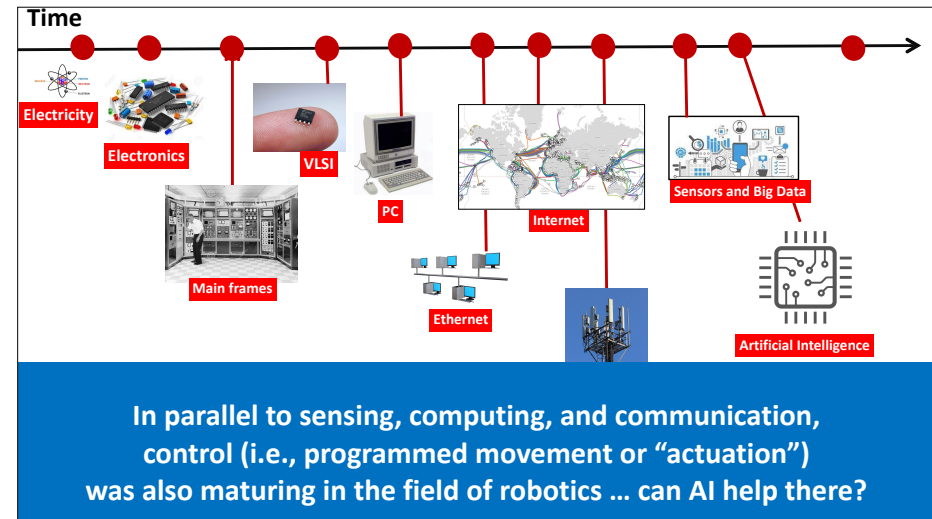 Time
Electricity
Electronics
Main frames
VLSI
PC
Ethernet
Internet
Sensors and Big Data
Artificial Intelligence
In parallel to sensing, computing, and communication,
control (i.e., programmed movement or “actuation”)
was also maturing in the field of robotics … can AI help there?